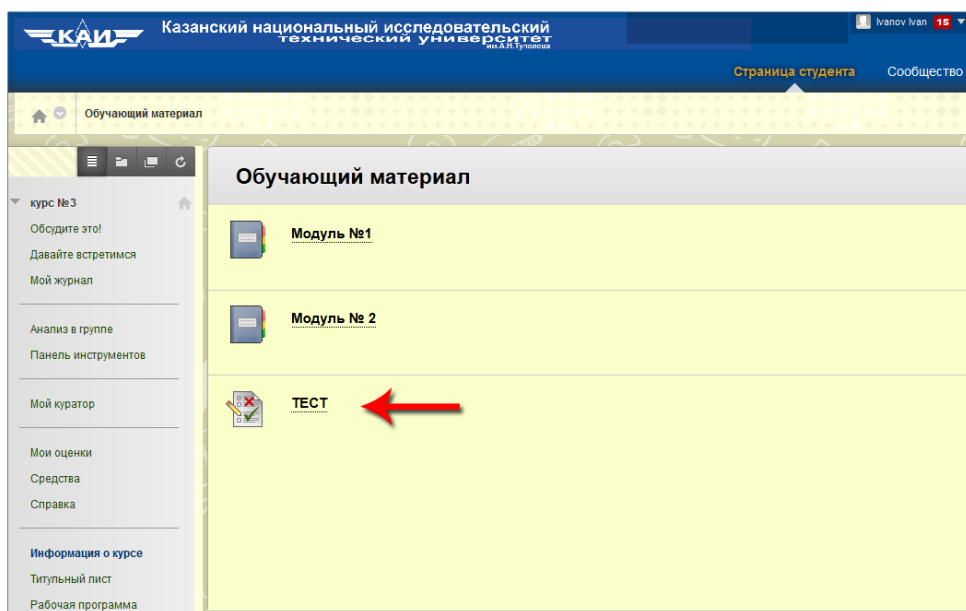 КАИ
Казанский национальный исследовательский
технический университет
им.А.Н.Туполева
Ivanov Ivan 15
Страница студента
Сообщество
Обучающий материал
Обучающий материал
курс №3
Обсудите это!
Давайте встретимся
Мой журнал
Анализ в группе
Панель инструментов
Мой куратор
Мои оценки
Средства
Справка
Информация о курсе
Титульный лист
Рабочая программа
Модуль №1
Модуль № 2
ТЕСТ